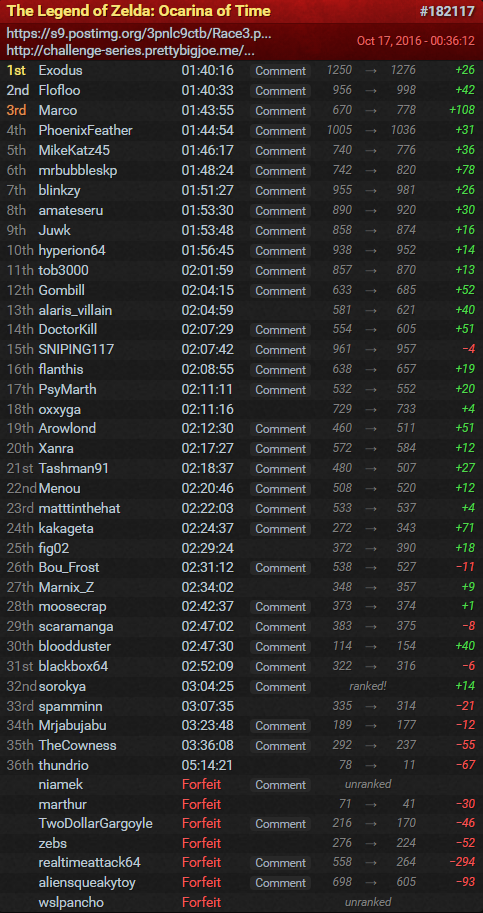 The Legend of Zelda: Ocarina of Time #182117
https://s9.postimg.org/3pnlc9ctb/Race3.p... Oct 17, 2016 - 00:36:12
http://challenge-series.prettybigjoe.me/...
1st Exodus 01:40:16 Comment 1250 → 1276 +26
2nd Flofloo 01:40:33 Comment 956 → 998 +42
3rd Marco 01:43:55 Comment 670 → 778 +108
4th PhoenixFeather 01:44:54 Comment 1005 → 1036 +31
5th MikeKatz45 01:46:17 Comment 740 → 776 +36
6th mrbubbleskp 01:48:24 Comment 742 → 820 +78
7th blinkzy 01:51:27 Comment 955 → 981 +26
8th amateseru 01:53:30 Comment 890 → 920 +30
9th Juwk 01:53:48 Comment 858 → 874 +16
10th hyperion64 01:56:45 Comment 938 → 952 +14
11th tob3000 02:01:59 Comment 857 → 870 +13
12th Gombill 02:04:15 Comment 633 → 685 +52
13th alaris_villain 02:04:59 581 → 621 +40
14th DoctorKill 02:07:29 Comment 554 → 605 +51
15th SNIPING117 02:07:42 Comment 961 → 957 −4
16th flanthis 02:08:55 Comment 638 → 657 +19
17th PsyMarth 02:11:11 Comment 532 → 552 +20
18th oxxyga 02:11:16 729 → 733 +4
19th Arowlond 02:12:30 Comment 460 → 511 +51
20th Xanra 02:17:27 Comment 572 → 584 +12
21st Tashman91 02:18:37 Comment 480 → 507 +27
22nd Menou 02:20:46 Comment 508 → 520 +12
23rd matttinthehat 02:22:03 Comment 533 → 537 +4
24th kakageta 02:24:37 Comment 272 → 343 +71
25th fig02 02:29:24 372 → 390 +18
26th Bou_Frost 02:31:12 Comment 538 → 527 −11
27th Marnix_Z 02:34:02 348 → 357 +9
28th moosecrap 02:42:37 Comment 373 → 374 +1
29th scaramanga 02:47:02 Comment 383 → 375 −8
30th bloodduster 02:47:30 Comment 114 → 154 +40
31st blackbox64 02:52:09 Comment 322 → 316 −6
32nd sorokya 03:04:25 Comment ranked! +14
33rd spamminn 03:07:35 335 → 314 −21
34th Mrjabujabu 03:23:48 Comment 189 → 177 −12
35th TheCowness 03:36:08 Comment 292 → 237 −55
36th thundrio 05:14:21 78 → 11 −67
niamek Forfeit Comment unranked
marthur Forfeit 71 → 41 −30
TwoDollarGargoyle Forfeit Comment 216 → 170 −46
zebs Forfeit 276 → 224 −52
realtimeattack64 Forfeit Comment 558 → 264 −294
aliensqueakytoy Forfeit Comment 698 → 605 −93
wslpancho Forfeit unranked